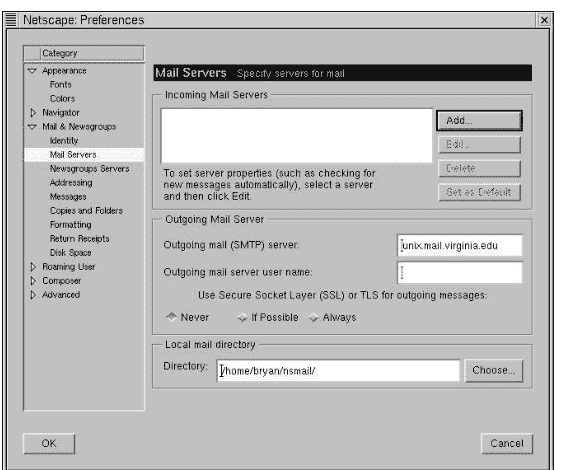 Netscape: Preferences
Category
Appearance
Fonts
Colors
Navigator
Mail & Newsgroups
Identity
Mail Servers
Newsgroups Servers
Addressing
Messages
Copies and Folders
Formatting
Return Receipts
Disk Space
Roaming User
Composer
Advanced
Mail Servers Specify servers for mail
Incoming Mail Servers
Add...
Edit...
Delete
Set as Default
To set server properties (such as checking for
new messages automatically), select a server
and then click Edit.
Outgoing Mail Server
Outgoing mail (SMTP) server: unix.mail.virginia.edu
Outgoing mail server user name:
Use Secure Socket Layer (SSL) or TLS for outgoing messages:
Never If Possible Always
Local mail directory
Directory: /home/bryan/nsmail/ Choose...
OK Cancel